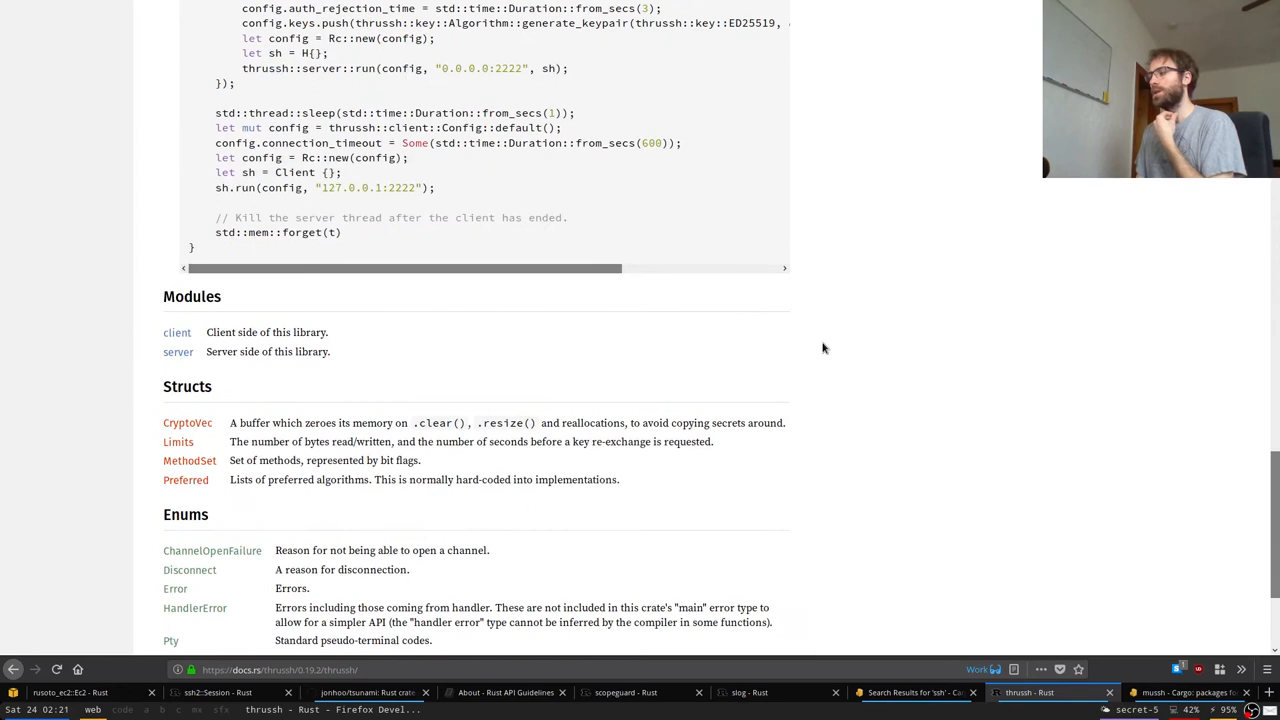 config.auth_rejection_time = std::time::Duration::from_secs(3);
config.keys.push(thrussh::key::Algorithm::generate_keypair(thrussh::key::ED25519,
let config = Rc::new(config);
let sh = H{};
thrussh::server::run(config, "0.0.0.0:2222", sh);
});
std::thread::sleep(std::time::Duration::from_secs(1));
let mut config = thrussh::client::Config::default();
config.connection_timeout = Some(std::time::Duration::from_secs(600));
let config = Rc::new(config);
let sh = Client {};
sh.run(config, "127.0.0.1:2222");
// Kill the server thread after the client has ended.
std::mem::forget(t)
}
Modules
client Client side of this library.
server Server side of this library.
Structs
CryptoVec A buffer which zeroes its memory on .clear(), .resize() and reallocations, to avoid copying secrets around.
Limits The number of bytes read/written, and the number of seconds before a key re-exchange is requested.
MethodSet Set of methods, represented by bit flags.
Preferred Lists of preferred algorithms. This is normally hard-coded into implementations.
Enums
ChannelOpenFailure Reason for not being able to open a channel.
Disconnect A reason for disconnection.
Error Errors.
HandlerError Errors including those coming from handler. These are not included in this crate's "main" error type to
allow for a simpler API (the "handler error" type cannot be inferred by the compiler in some functions).
Pty Standard pseudo-terminal codes.
https://docs.rs/thrussh/0.19.2/thrussh/ Work
rusoto_ec2::Ec2 - Rust ssh2::Session - Rust jonhoo/tsunami: Rust crate About - Rust API Guidelines scopeguard - Rust slog - Rust Search Results for 'ssh' - Ca thrussh - Rust mussh - Cargo: packages fo
Sat 24 02:21 web code a b c mx sfx thrussh - Rust - Firefox Devel... secret-5 42% 95%